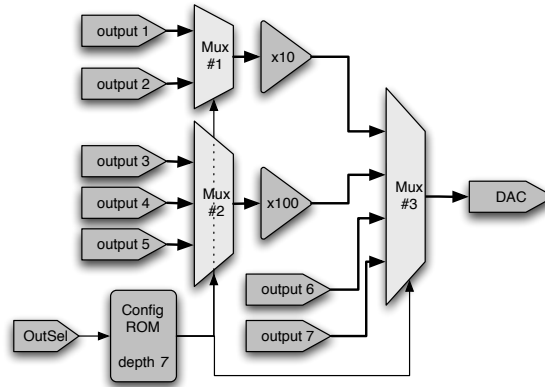 output 1
output 2
Mux
#1
x10
output 3
output 4
output 5
Mux
#2
x100
Mux
#3
DAC
output 6
output 7
OutSel
Config
ROM
depth 7